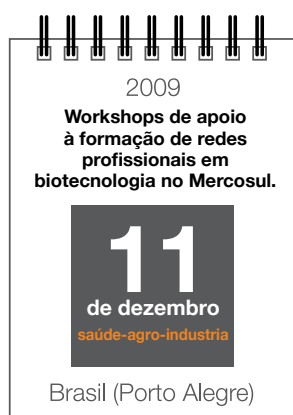 2009
Workshops de apoio
à formação de redes
profissionais em
biotecnologia no Mercosul.
11
de dezembro
saúde-agro-industria
Brasil (Porto Alegre)